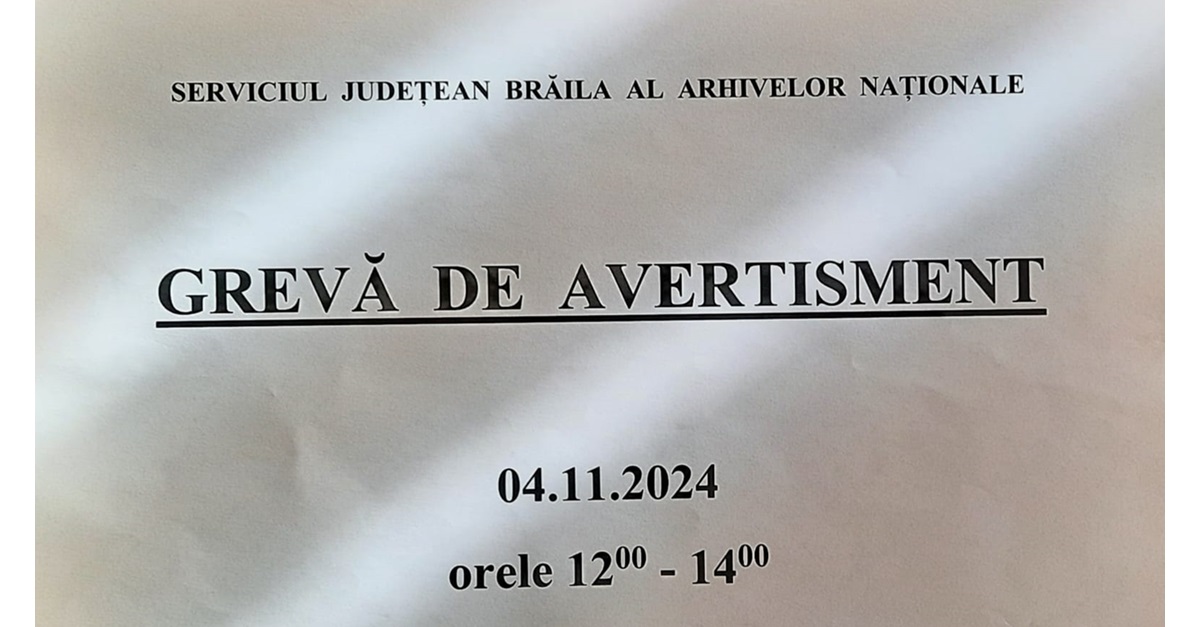 SERVICIUL JUDEȚEAN BRĂILA AL ARHIVELOR NAȚIONALE
GREVĂ DE AVERTISMENT
04.11.2024
orele 12⁰⁰ - 14⁰⁰